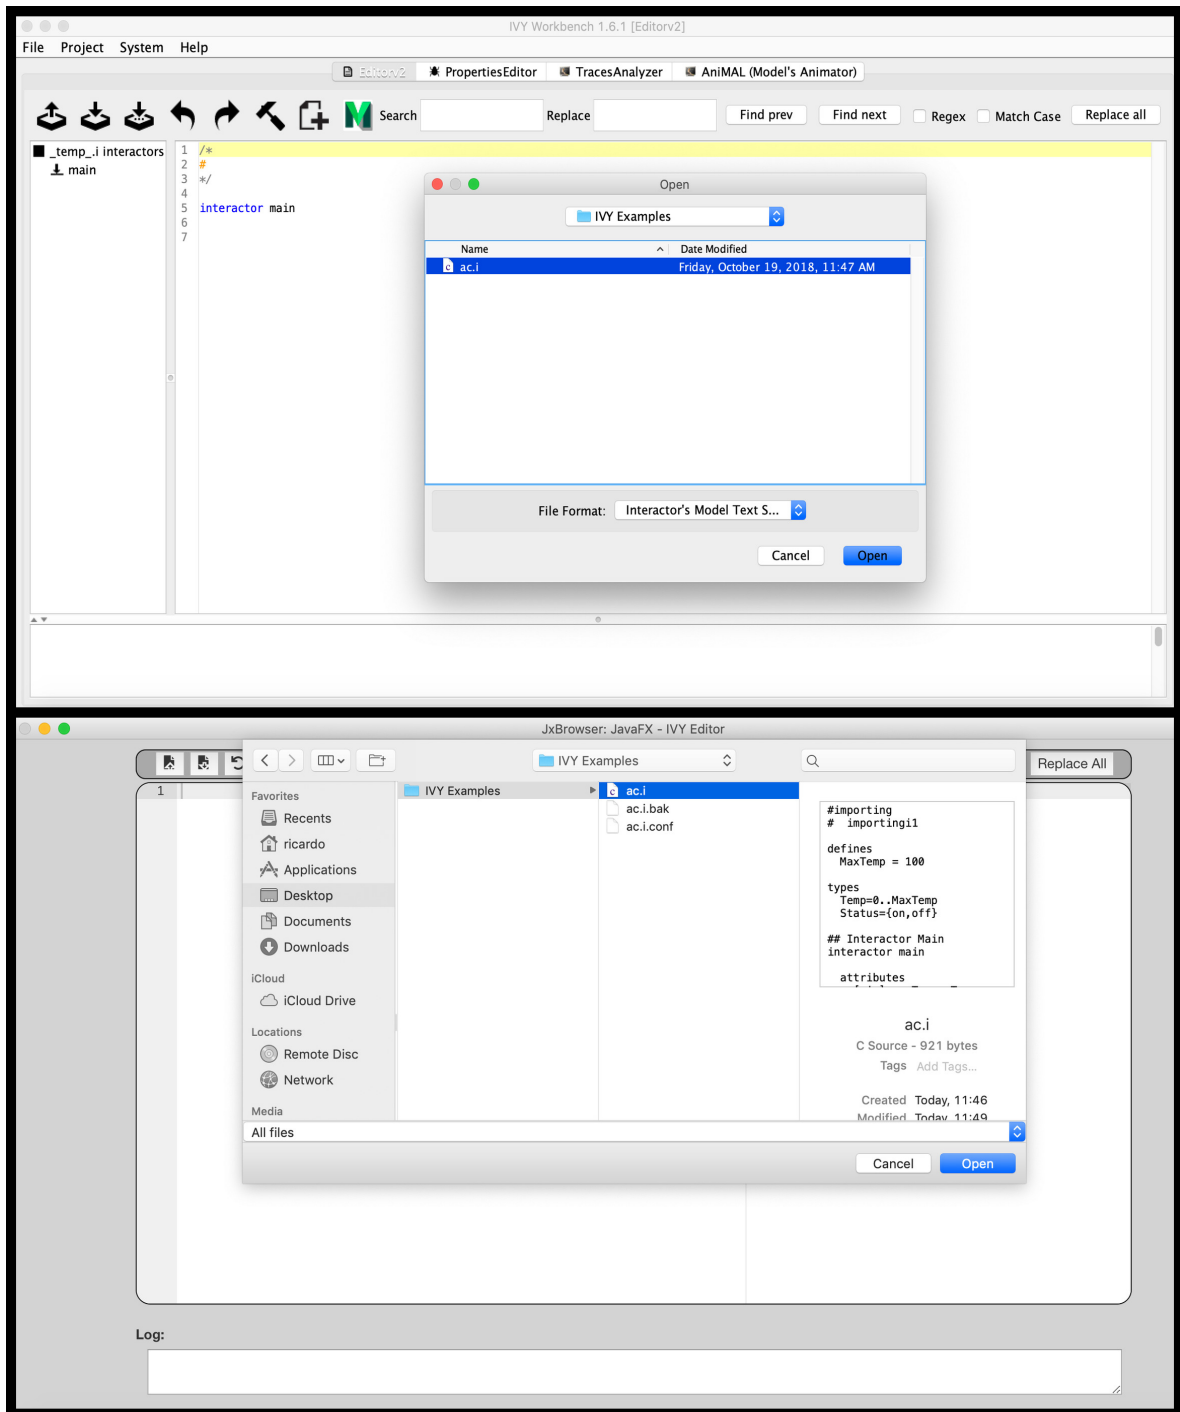 IVY Workbench 1.6.1 [Editorv2]
File Project System Help
Editorv2 PropertiesEditor TracesAnalyzer AniMAL (Model's Animator)
Search Replace Find prev Find next Regex Match Case Replace all
_temp_.i interactors
main
1 /*
2 #
3 */
4
5 interactor main
6
7
Open
IVY Examples
Name Date Modified
c ac.i Friday, October 19, 2018, 11:47 AM
File Format: Interactor's Model Text S...
Cancel Open
JxBrowser: JavaFX - IVY Editor
IVY Examples
Replace All
1
Favorites
Recents
ricardo
Applications
Desktop
Documents
Downloads
iCloud
iCloud Drive
Locations
Remote Disc
Network
Media
IVY Examples
c ac.i
ac.i.bak
ac.i.conf
#importing
# importingi1
defines
MaxTemp = 100
types
Temp=0..MaxTemp
Status={on,off}
## Interactor Main
interactor main
attributes
ac.i
C Source - 921 bytes
Tags Add Tags...
Created Today, 11:46
Modified Today, 11:49
All files
Cancel Open
Log: